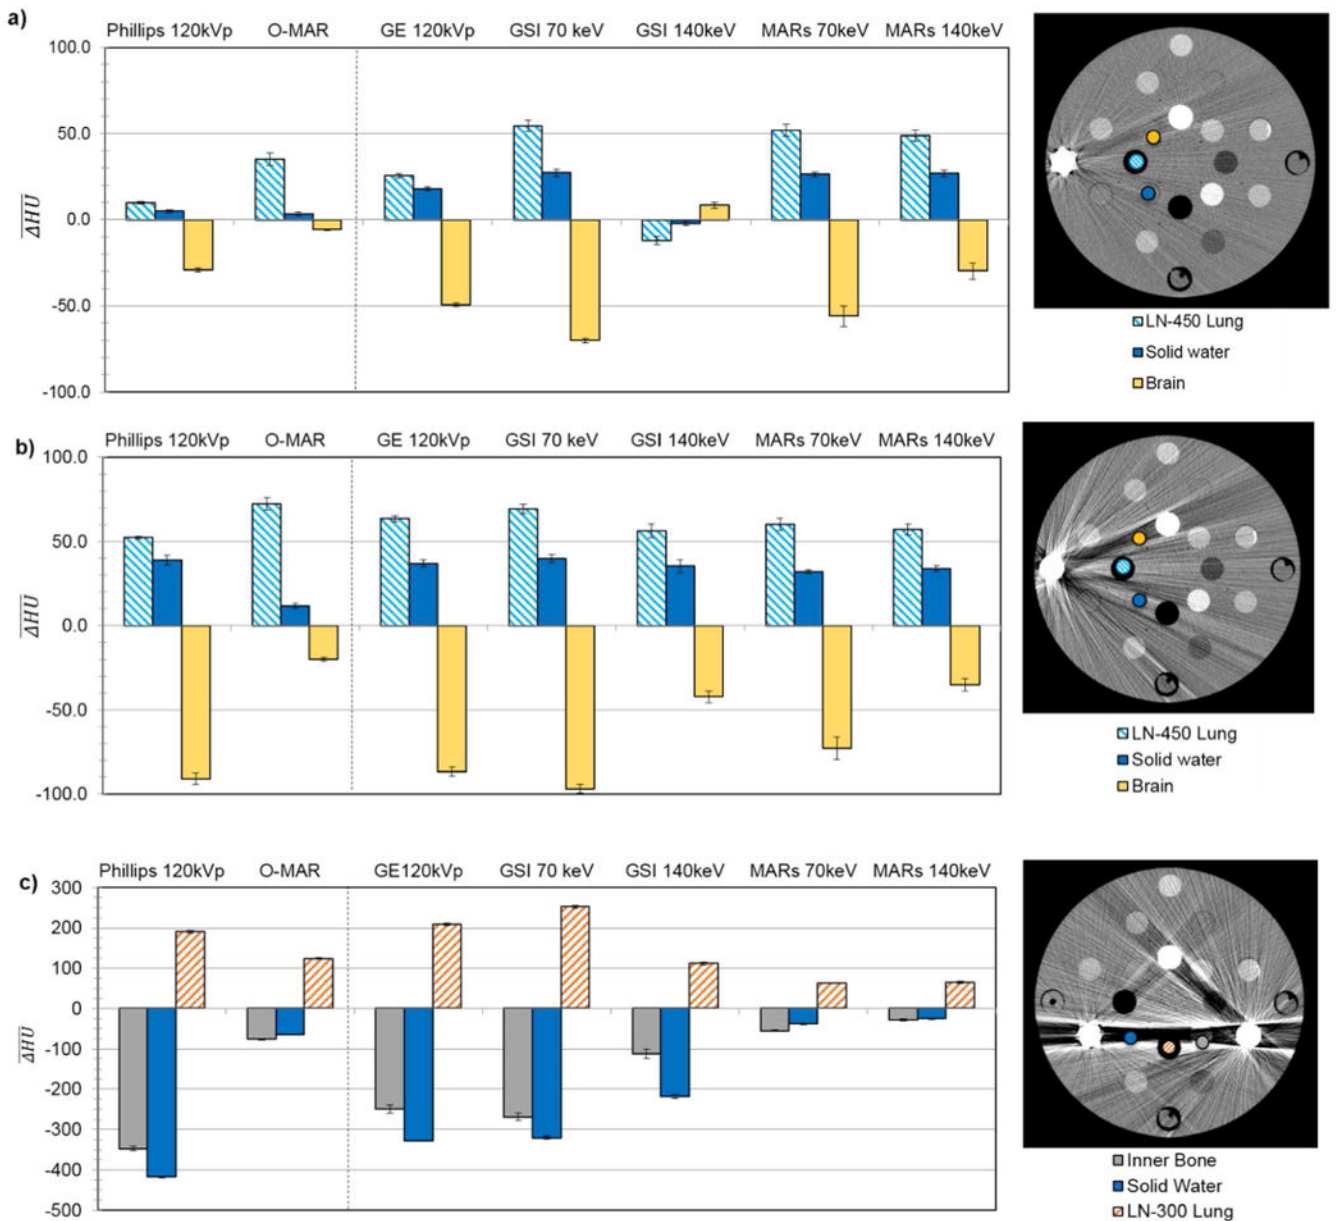 a)
Phillips 120kVp O-MAR GE 120kVp GSI 70 keV GSI 140keV MARs 70keV MARs 140keV
100.0
50.0
0.0
-50.0
-100.0
ΔHU
LN-450 Lung
Solid water
Brain
b)
Phillips 120kVp O-MAR GE 120kVp GSI 70 keV GSI 140keV MARs 70keV MARs 140keV
100.0
50.0
0.0
-50.0
-100.0
ΔHU
LN-450 Lung
Solid water
Brain
c)
Phillips 120kVp O-MAR GE120kVp GSI 70 keV GSI 140keV MARs 70keV MARs 140keV
300
200
100
0
-100
-200
-300
-400
-500
ΔHU
Inner Bone
Solid Water
LN-300 Lung